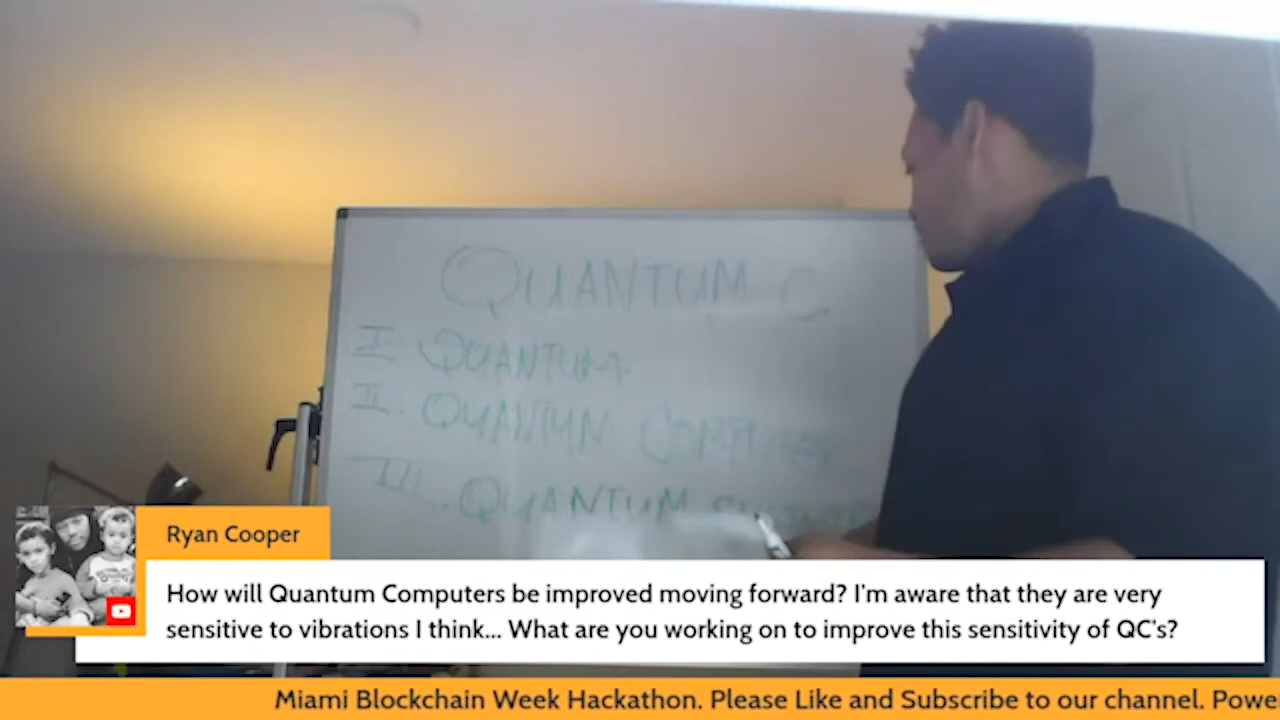 QUANTUM C
I QUANTUM
II. QUANTUM COMPUTER
III. QUANTUM
Ryan Cooper
How will Quantum Computers be improved moving forward? I'm aware that they are very
sensitive to vibrations I think... What are you working on to improve this sensitivity of QC's?
Miami Blockchain Week Hackathon. Please Like and Subscribe to our channel. Powe